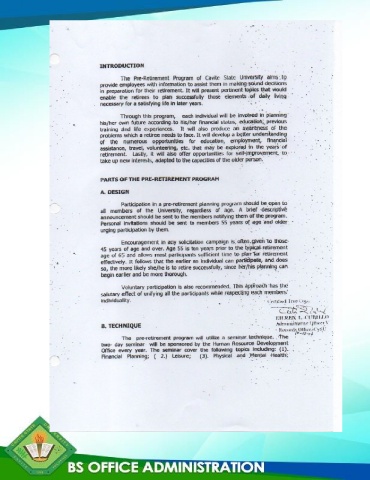 INTRODUCTION
The Pre-Retirement Program of Cavite State University aims to
provide employees with information to assist them in making sound decisions
in preparation for their retirement. It will present pertinent topics that would
enable the retirees to plan successfully those elements of daily living
necessary for a satisfying life in later years.
Through this program, each individual will be involved in planning
his/her own future according to his/her financial status, education, previous
training and life experiences. It will also produce an awareness of the
problems which a retiree needs to face. It will develop a better understanding
of the numerous opportunities for education, employment, financial
assistance, travel, volunteering, etc. that may be explored in the years of
retirement. Lastly, it will also offer opportunities for self-improvement, to
take up new interests, adapted to the capacities of the older person.
PARTS OF THE PRE-RETIREMENT PROGRAM
A. DESIGN
Participation in a pre-retirement planning program should be open to
all members of the University, regardless of age. A brief descriptive
announcement should be sent to the members notifying them of the program.
Personal invitations should be sent to members 55 years of age and older
urging participation by them.
Encouragement in any solicitation campaign is often given to those
45 years of age and over. Age 55 is ten years prior to the typical retirement
age of 65 and allows most participants sufficient time to plan for retirement
effectively. It follows that the earlier an individual can participate, and does
so, the more likely she/he is to retire successfully, since her/his planning can
begin earlier and be more thorough.
Voluntary participation is also recommended. This approach has the
salutary effect of unifying all the participants while respecting each members'
individuality.
Certified True Copy:
Administrative Officer V
B. TECHNIQUE
The pre-retirement program will utilize a seminar technique. The
two- day seminar will be sponsored by the Human Resource Development
Office every year. The seminar cover the following topics including: (1).
Financial Planning; ( 2.) Leisure; (3). Physical and Mental Health;
BS OFFICE ADMINISTRATION